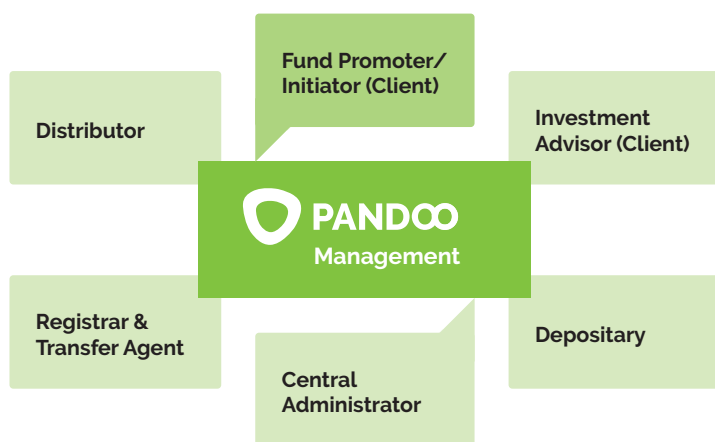 Fund Promoter/
Initiator (Client)
Distributor
Investment
Advisor (Client)
PANDOO
Management
Registrar &
Transfer Agent
Depositary
Central
Administrator